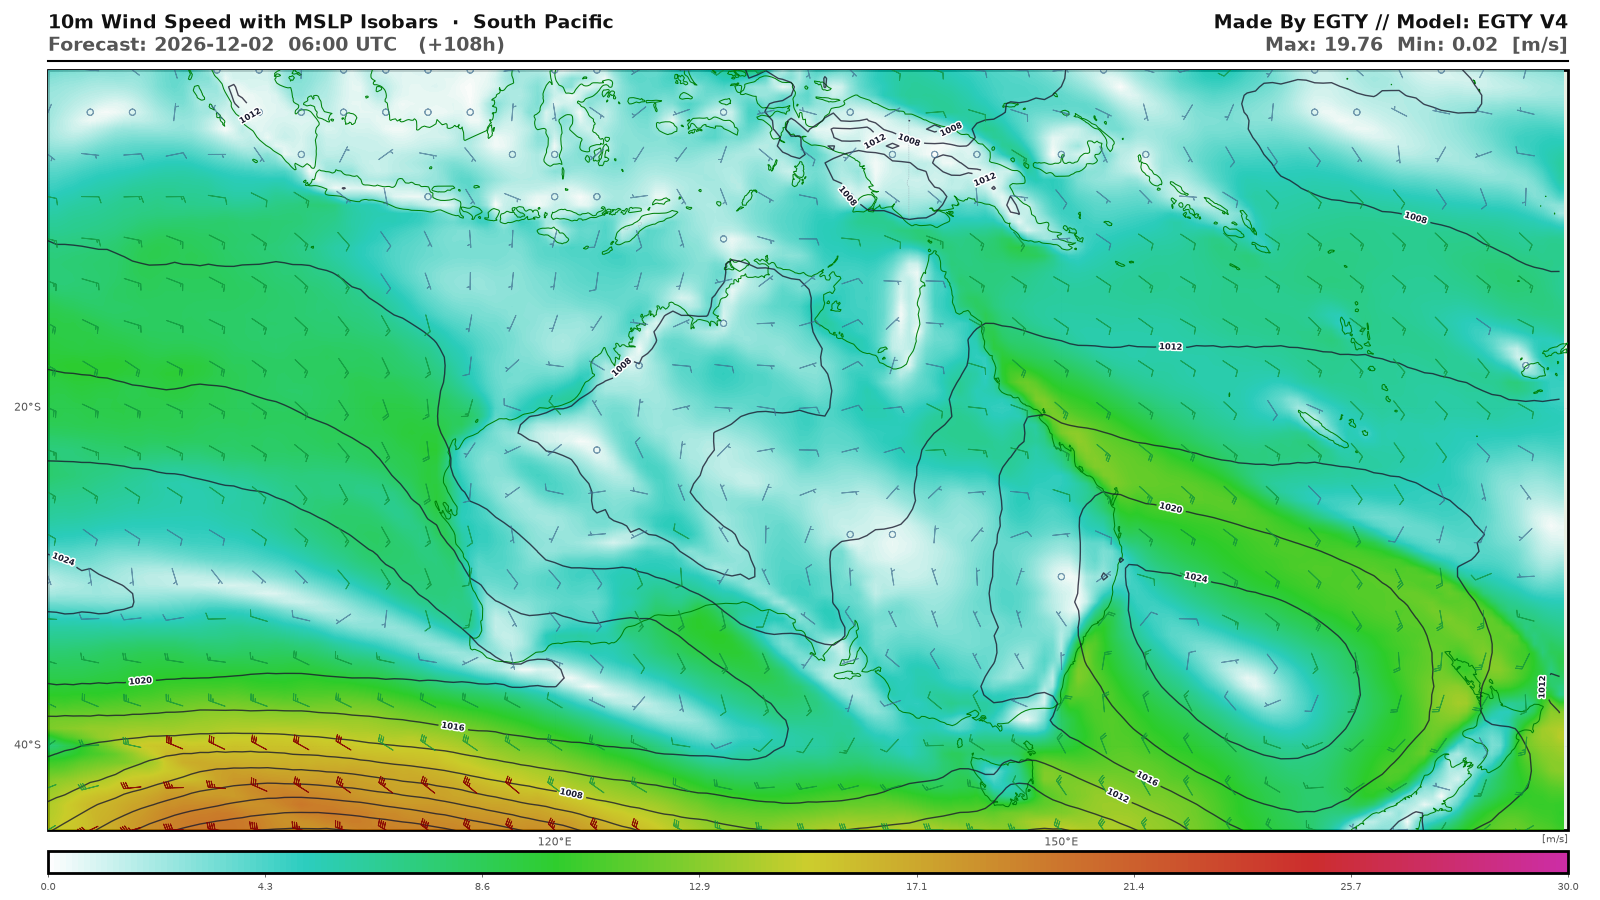 10m Wind Speed with MSLP Isobars · South Pacific
Made By EGTY // Model: EGTY V4
Forecast: 2026-12-02 06:00 UTC (+108h)
Max: 19.76 Min: 0.02 [m/s]
1012
1008
1012
1008
1012
1008
1008
1012
1008
20°S
1020
1024
1024
1020
1012
1016
40°S
1016
1008
1012
120°E
150°E
[m/s]
0.0
4.3
8.6
12.9
17.1
21.4
25.7
30.0